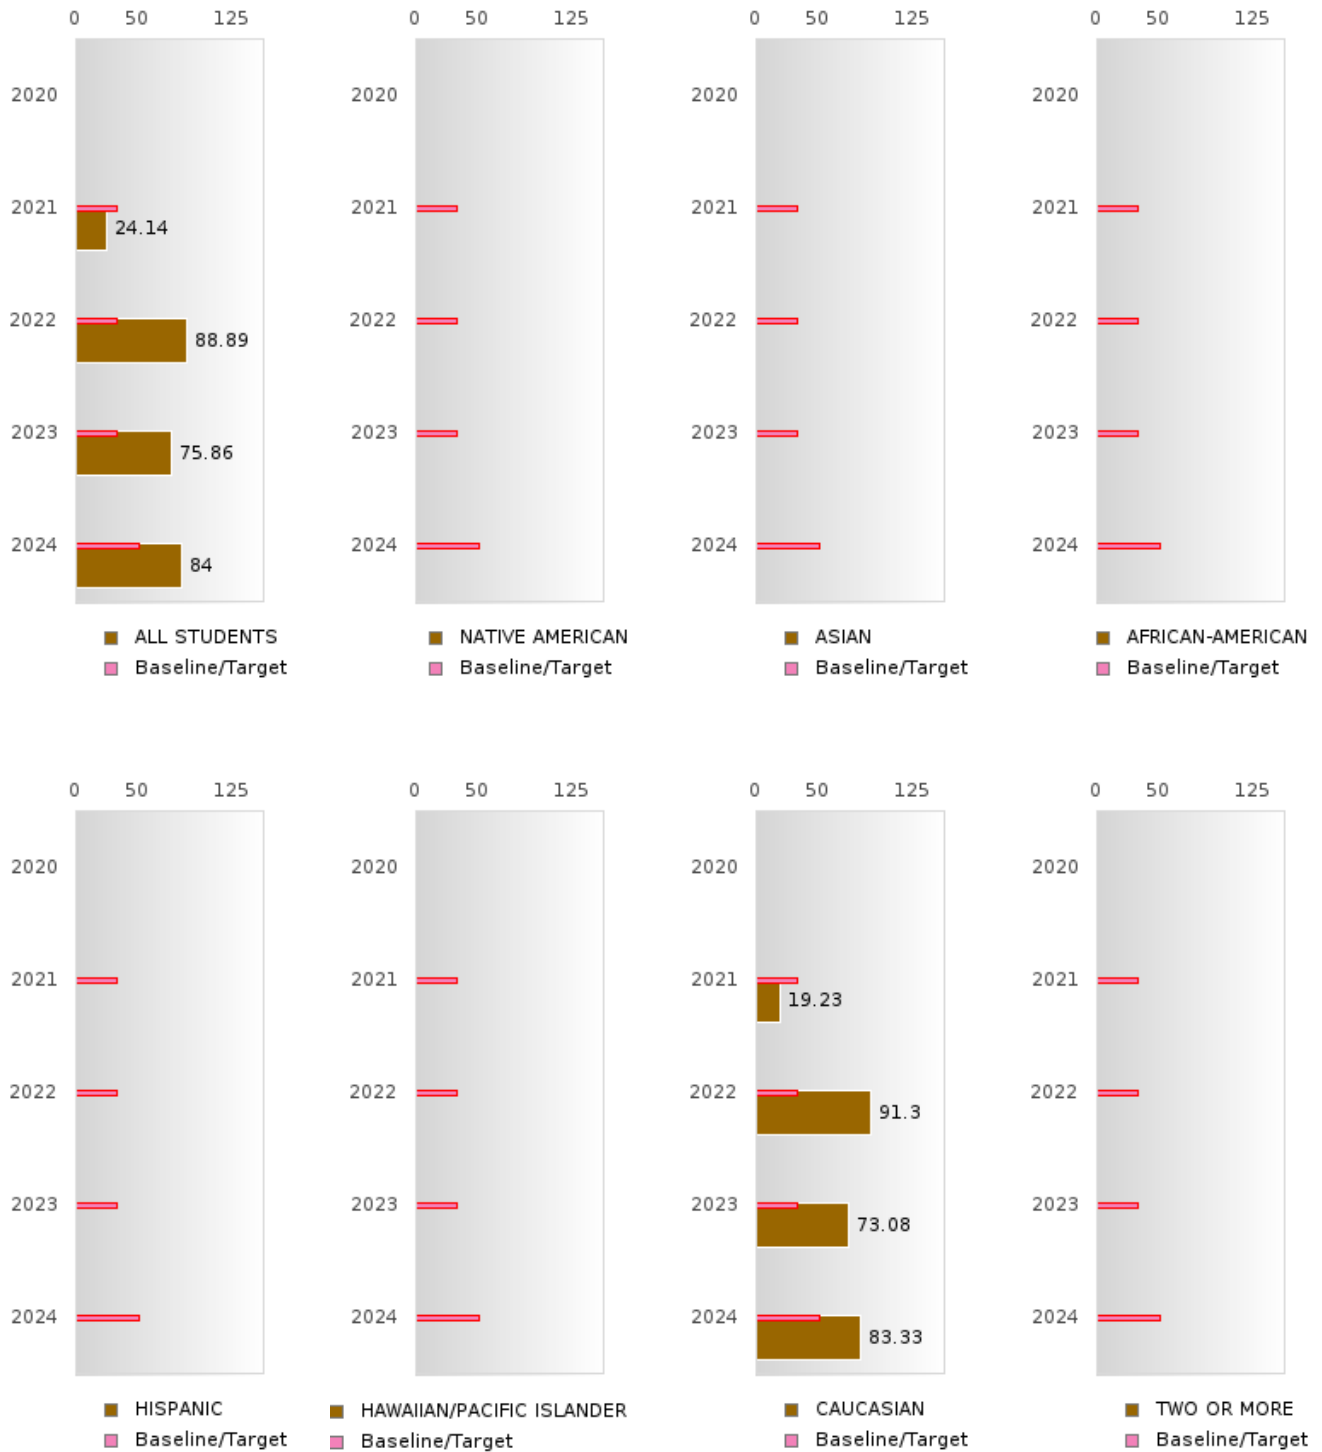 0 50 125 0 50 125 0 50 125 0 50 125
2020 2020 2020 2020
2021 2021 2021 2021
24.14
2022 2022 2022 2022
88.89
2023 2023 2023 2023
75.86
2024 2024 2024 2024
84
ALL STUDENTS NATIVE AMERICAN ASIAN AFRICAN-AMERICAN
Baseline/Target Baseline/Target Baseline/Target Baseline/Target
0 50 125 0 50 125 0 50 125 0 50 125
2020 2020 2020 2020
2021 2021 2021 2021
19.23
2022 2022 2022 2022
91.3
2023 2023 2023 2023
73.08
2024 2024 2024 2024
83.33
HISPANIC HAWAIIAN/PACIFIC ISLANDER CAUCASIAN TWO OR MORE
Baseline/Target Baseline/Target Baseline/Target Baseline/Target